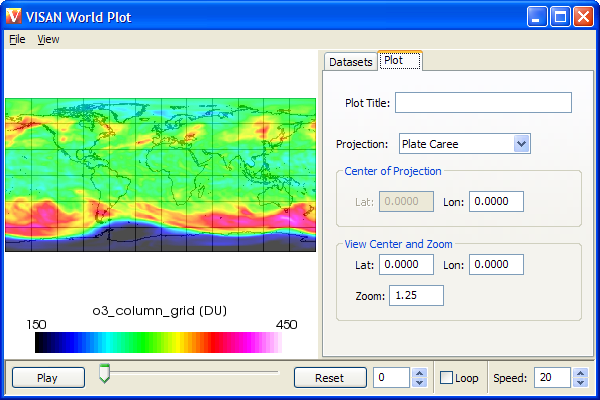 VISAN World Plot
File View
Datasets Plot
Plot Title:
Projection: Plate Caree
Center of Projection
Lat: 0.0000 Lon: 0.0000
View Center and Zoom
Lat: 0.0000 Lon: 0.0000
Zoom: 1.25
o3_column_grid (DU)
150 450
Play Reset 0 Loop Speed: 20